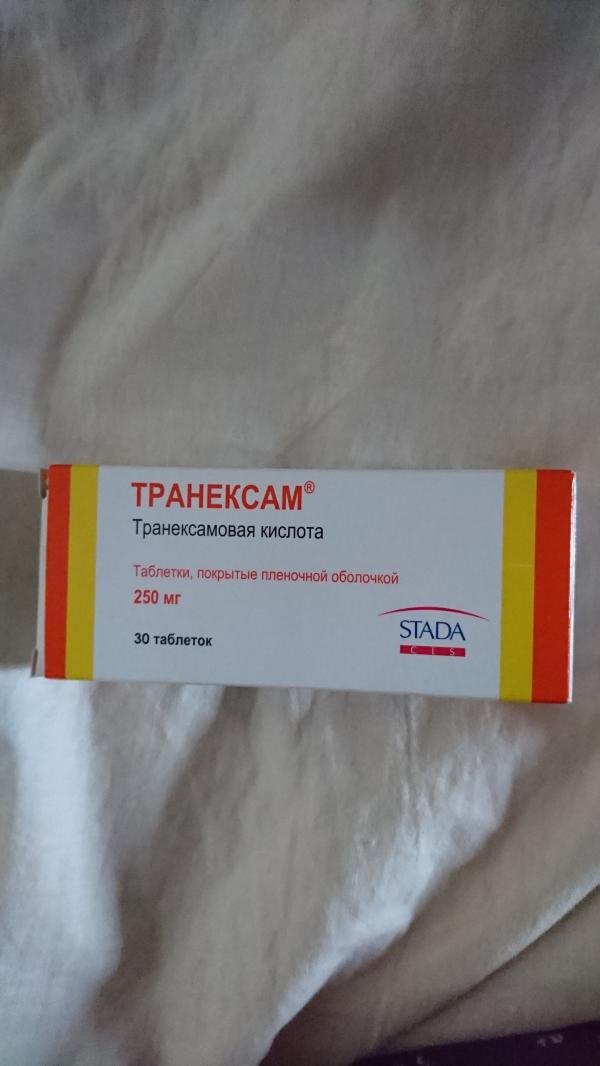 ТРАНЕКСАМ®
Транексамовая кислота
Таблетки, покрытые пленочной оболочкой
250 мг
30 таблеток
STADA
CIS